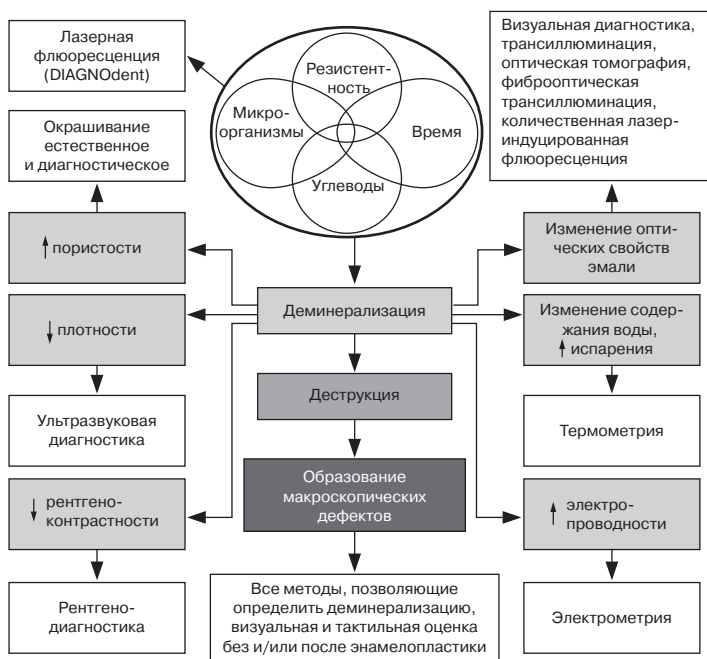 Лазерная
флюоресценция
(DIAGNOdent)
Резистент-
ность
Микро-
организмы
Время
Углеводы
Визуальная диагностика,
трансиллюминация,
оптическая томография,
фиброоптическая
трансиллюминация,
количественная лазер-
индуцированная
флюоресценция
Окрашивание
естественное
и диагностическое
↑ пористости
Изменение опти-
ческих свойств
эмали
↓ плотности
Деминерализация
Изменение содер-
жания воды,
↑ испарения
Ультразвуковая
диагностика
Деструкция
Термометрия
↓ рентгено-
контрастности
Образование
макроскопических
дефектов
↑ электро-
проводности
Рентгено-
диагностика
Все методы, позволяющие
определить деминерализацию,
визуальная и тактильная оценка
без и/или после энамелопластики
Электрометрия